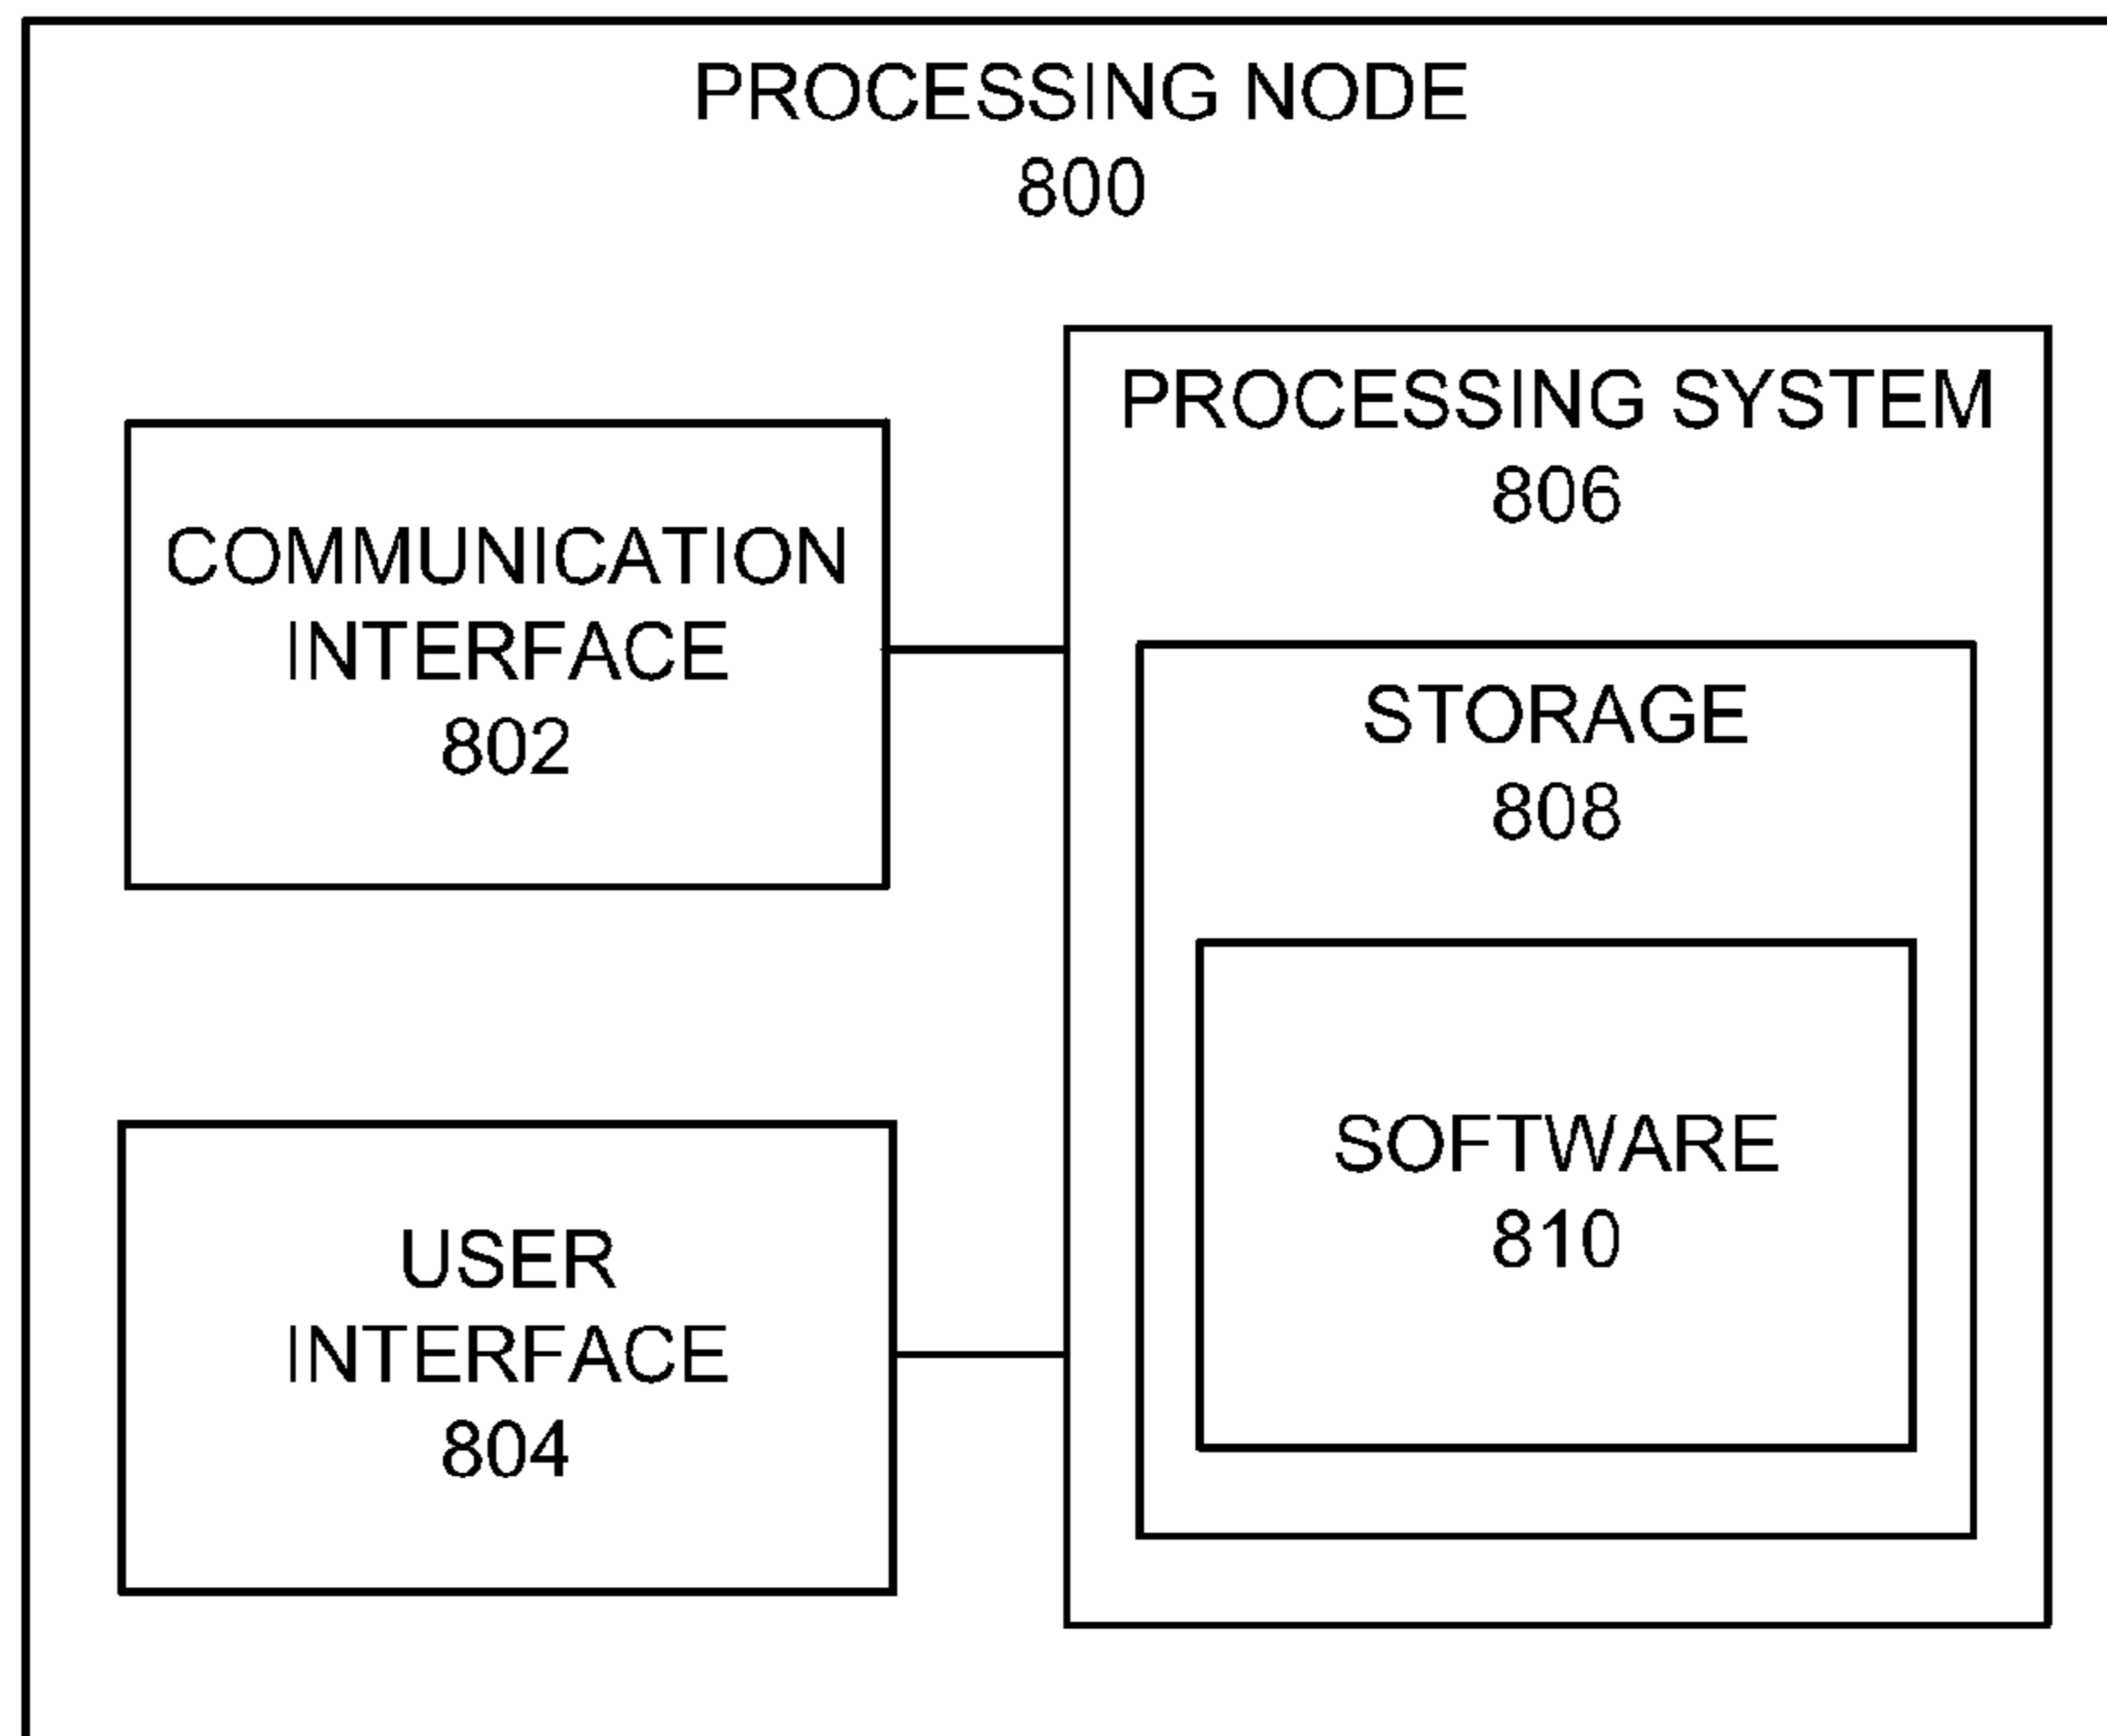 PROCESSING NODE
800
COMMUNICATION
INTERFACE
802
USER
INTERFACE
804
PROCESSING SYSTEM
806
STORAGE
808
SOFTWARE
810